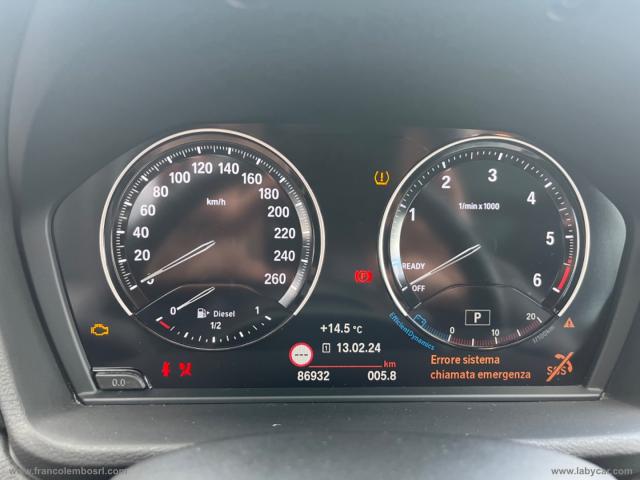 km/h
0 20 40 60 80 100 120 140 160 180 200 220 240 260
Diesel
0 1/2 1
1/min x 1000
1 2 3 4 5 6
READY
OFF
P
EfficientDynamics
0 10 20
l/100km
+14.5 °C
13.02.24
km
86932 005.8
Errore sistema
chiamata emergenza
SOS
0.0
www.francolembosrl.com
www.labycar.com